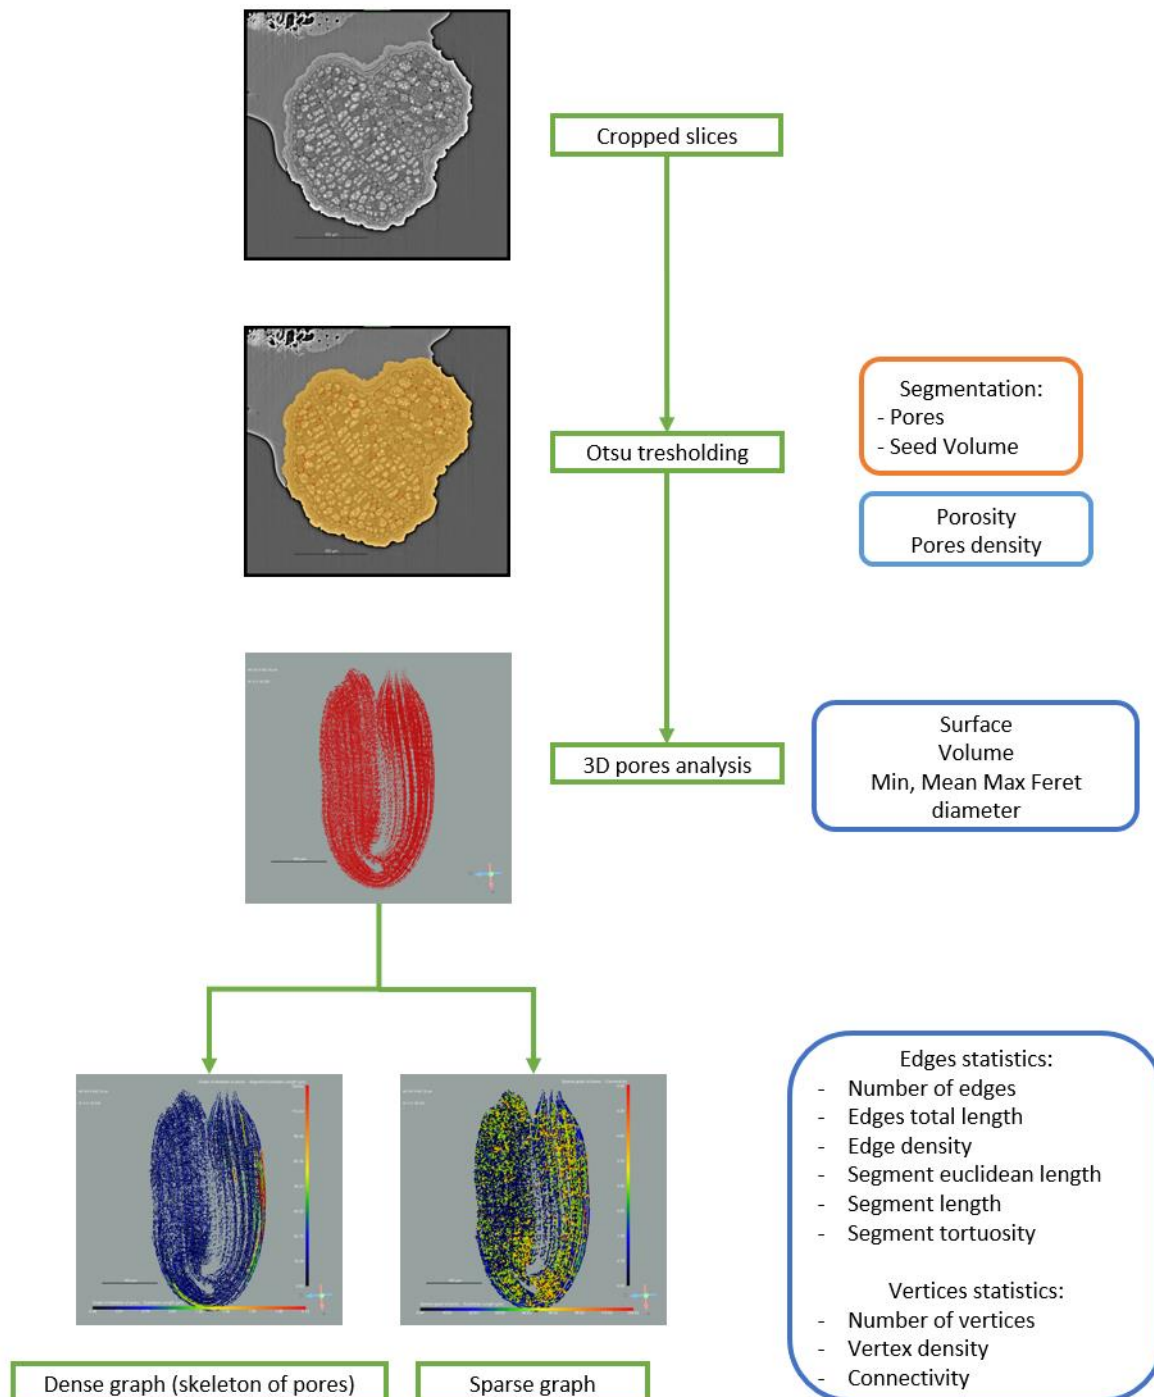 Cropped slices
Otsu tresholding
Segmentation:
- Pores
- Seed Volume
Porosity
Pores density
3D pores analysis
Surface
Volume
Min, Mean Max Feret
diameter
Edges statistics:
- Number of edges
- Edges total length
- Edge density
- Segment euclidean length
- Segment length
- Segment tortuosity
Vertices statistics:
- Number of vertices
- Vertex density
- Connectivity
Dense graph (skeleton of pores)
Sparse graph